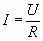 I = U/R